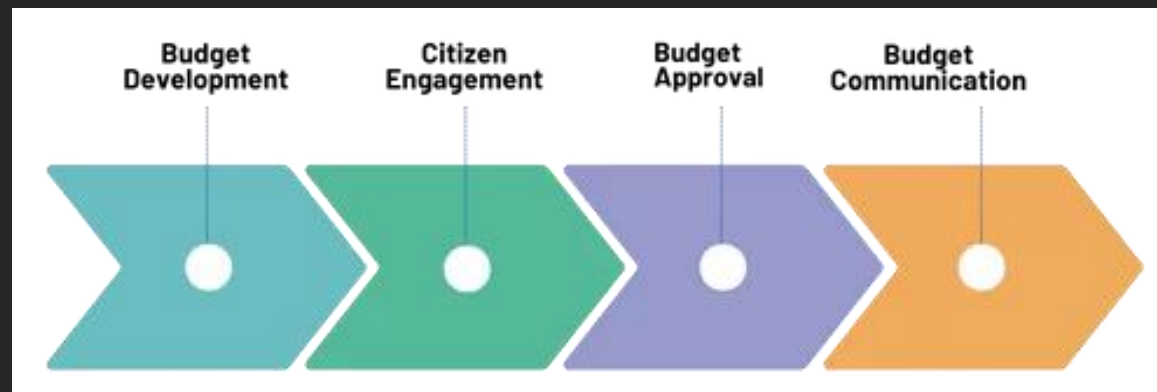 Budget
Development
Citizen
Engagement
Budget
Approval
Budget
Communication